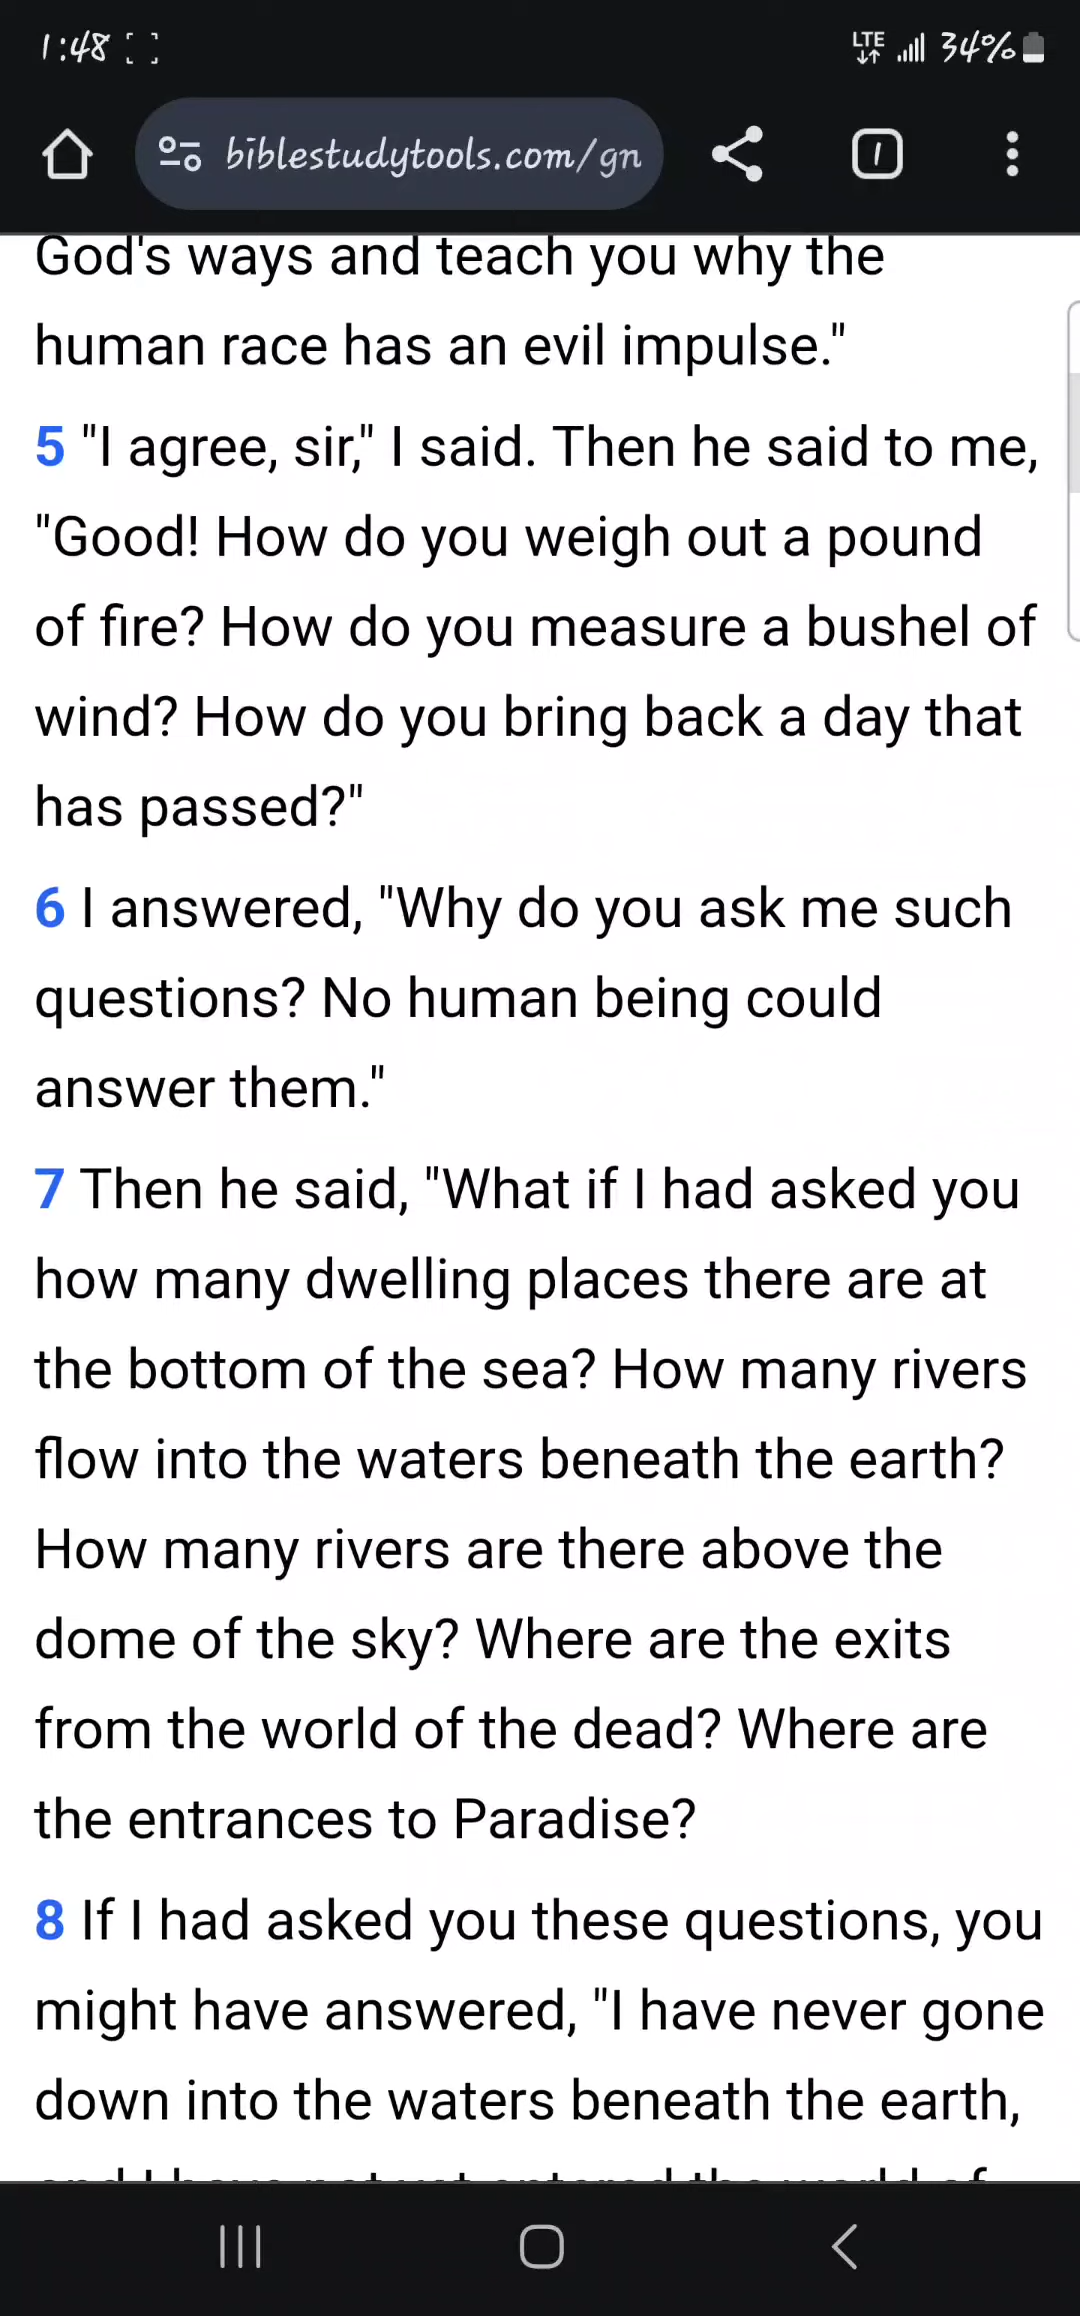 1:48
LTE 34%
biblestudytools.com/gn
1
God's ways and teach you why the
human race has an evil impulse."
5 "I agree, sir," I said. Then he said to me,
"Good! How do you weigh out a pound
of fire? How do you measure a bushel of
wind? How do you bring back a day that
has passed?"
6 I answered, "Why do you ask me such
questions? No human being could
answer them."
7 Then he said, "What if I had asked you
how many dwelling places there are at
the bottom of the sea? How many rivers
flow into the waters beneath the earth?
How many rivers are there above the
dome of the sky? Where are the exits
from the world of the dead? Where are
the entrances to Paradise?
8 If I had asked you these questions, you
might have answered, "I have never gone
down into the waters beneath the earth,